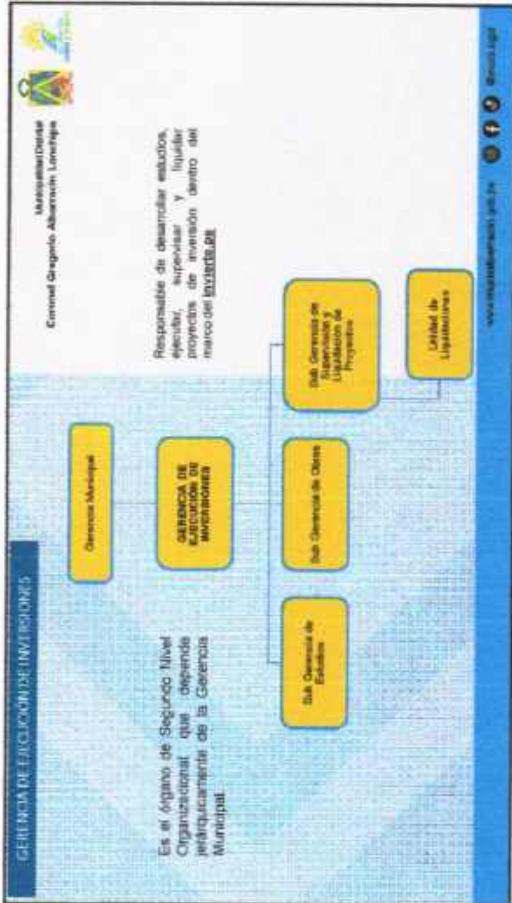 GERENCIA DE EJECUCIÓN DE INVERSIONES
Municipalidad Distrital
Coronel Gregorio Albarracín Lanchipa
Gerencia Municipal
Es el órgano de Segundo Nivel
Organizacional que depende
jerárquicamente de la Gerencia
Municipal.
GERENCIA DE
EJECUCIÓN DE
INVERSIONES
Responsable de desarrollar estudios,
ejecutar, supervisar y liquidar
proyectos de inversión dentro del
marco del invierte.pe
Sub Gerencia de
Estudios
Sub Gerencia de Obras
Sub Gerencia de
Supervisión y
Liquidación de
Proyectos
Unidad de
Liquidaciones